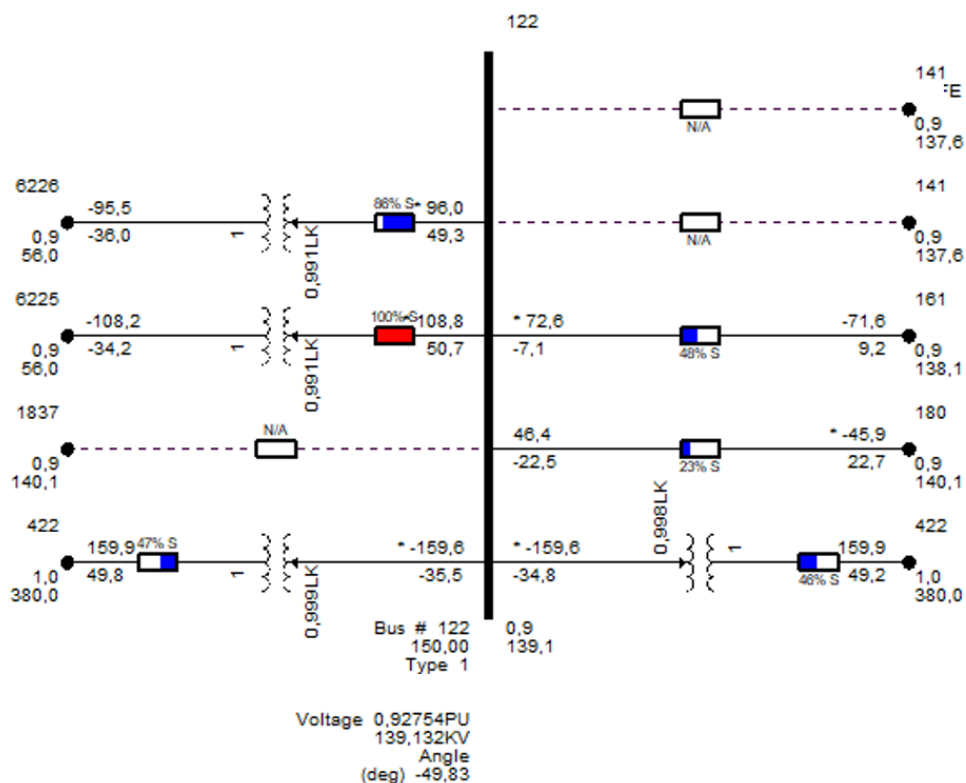 122
141
FE
0,9
137,6
N/A
6226
-95,5
-36,0
0,9
56,0
1
0,991LK
86% S*
96,0
49,3
141
0,9
137,6
N/A
6225
-108,2
-34,2
0,9
56,0
1
0,991LK
100%*S
108,8
50,7
* 72,6
-7,1
48% S
-71,6
9,2
161
0,9
138,1
1837
0,9
140,1
N/A
46,4
-22,5
23% S
* -45,9
22,7
180
0,9
140,1
422
159,9
49,8
1,0
380,0
47% S
1
0,999LK
* -159,6
-35,5
* -159,6
-34,8
0,998LK
1
46% S
159,9
49,2
422
1,0
380,0
Bus # 122
150,00
Type 1
0,9
139,1
Voltage 0,92754PU
139,132KV
Angle
(deg) -49,83